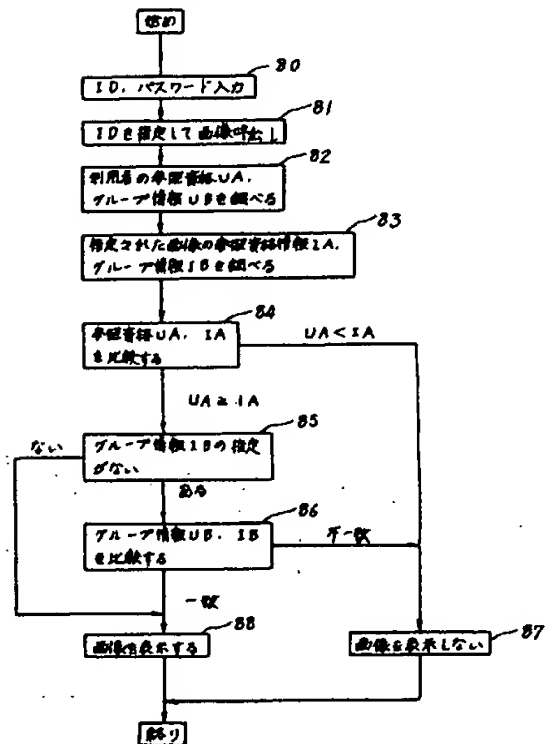 始め
80
ID, パスワード入力
81
IDを指定して画像呼出し
82
利用者の参照資格UA,
グループ情報UBを調べる
83
指定された画像の参照資格情報IA,
グループ情報IBを調べる
84
参照資格UA, IA
を比較する
UA<IA
UA≧IA
85
ない
グループ情報IBの指定
がない
ある
86
グループ情報UB, IB
を比較する
不一致
一致
88
画像を表示する
87
画像を表示しない
終り